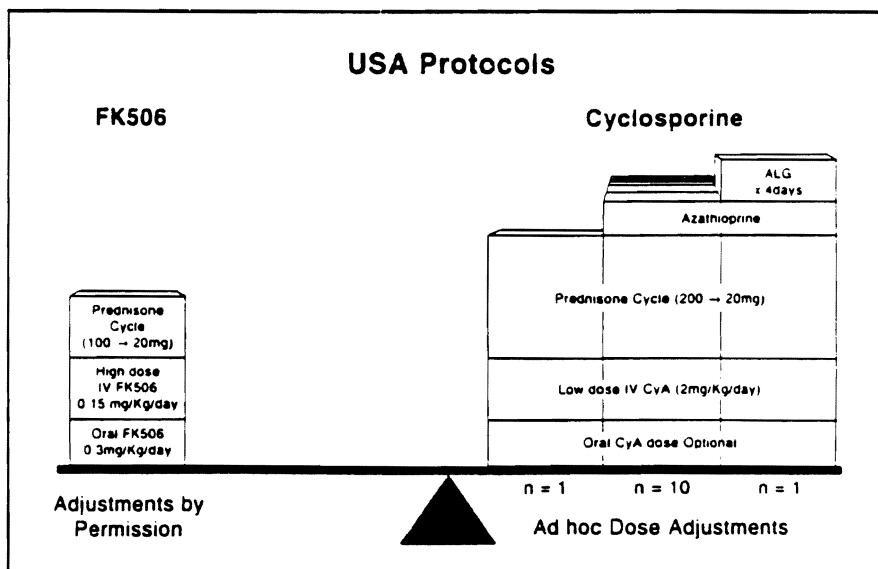 USA Protocols
FK506
Cyclosporine
ALG
x 4days
Azathioprine
Prednisone Cycle (200 → 20mg)
Prednisone
Cycle
(100 → 20mg)
High dose
IV FK506
0.15 mg/Kg/day
Low dose IV CyA (2mg/Kg/day)
Oral FK506
0.3mg/Kg/day
Oral CyA dose Optional
n = 1
n = 10
n = 1
Adjustments by
Permission
Ad hoc Dose Adjustments